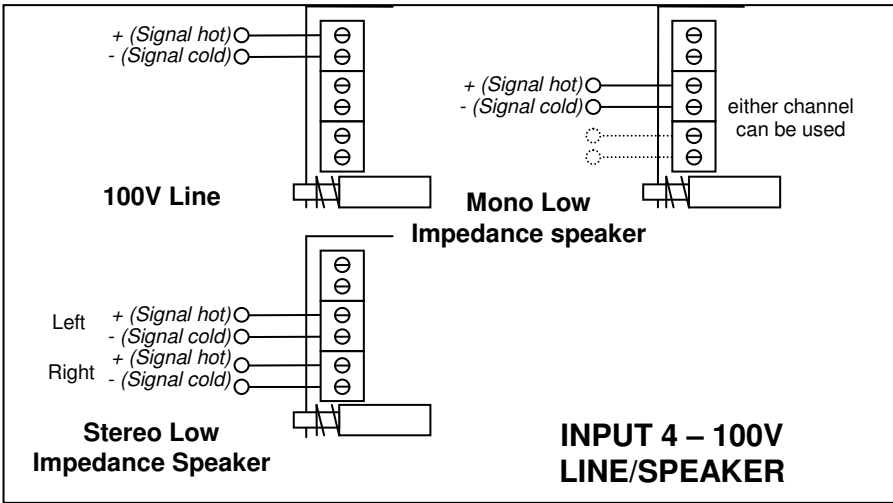 + (Signal hot)
- (Signal cold)
100V Line
+ (Signal hot)
- (Signal cold)
either channel
can be used
Mono Low
Impedance speaker
Left
+ (Signal hot)
- (Signal cold)
Right
+ (Signal hot)
- (Signal cold)
Stereo Low
Impedance Speaker
INPUT 4 – 100V
LINE/SPEAKER